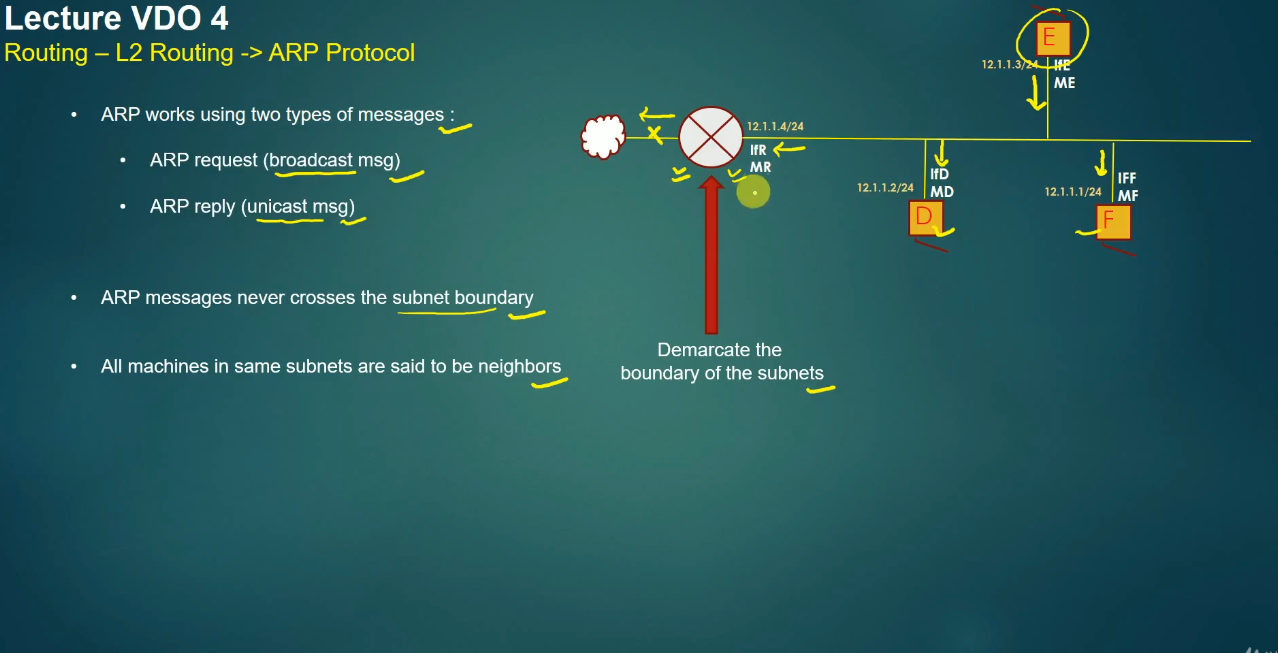 Lecture VDO 4
Routing – L2 Routing -> ARP Protocol
• ARP works using two types of messages :
• ARP request (broadcast msg)
• ARP reply (unicast msg)
• ARP messages never crosses the subnet boundary
• All machines in same subnets are said to be neighbors
E
12.1.1.3/24
IfE
ME
12.1.1.4/24
IfR
MR
12.1.1.2/24
IfD
MD
D
12.1.1.1/24
IFF
MF
F
Demarcate the
boundary of the subnets